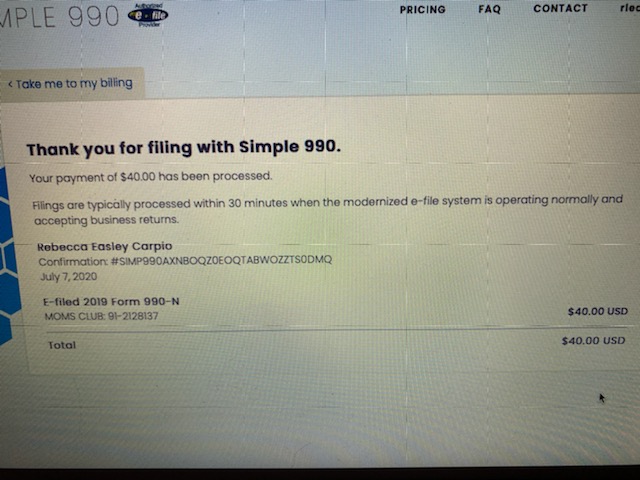 MPLE 990
Authorized
e-file
Provider
PRICING FAQ CONTACT
< Take me to my billing
Thank you for filing with Simple 990.
Your payment of $40.00 has been processed.
Filings are typically processed within 30 minutes when the modernized e-file system is operating normally and
accepting business returns.
Rebecca Easley Carpio
Confirmation: #SIMP990AXNBOQZ0EOQTABWOZZTSODMQ
July 7, 2020
E-filed 2019 Form 990-N
MOMS CLUB: 91-2128137 $40.00 USD
Total $40.00 USD